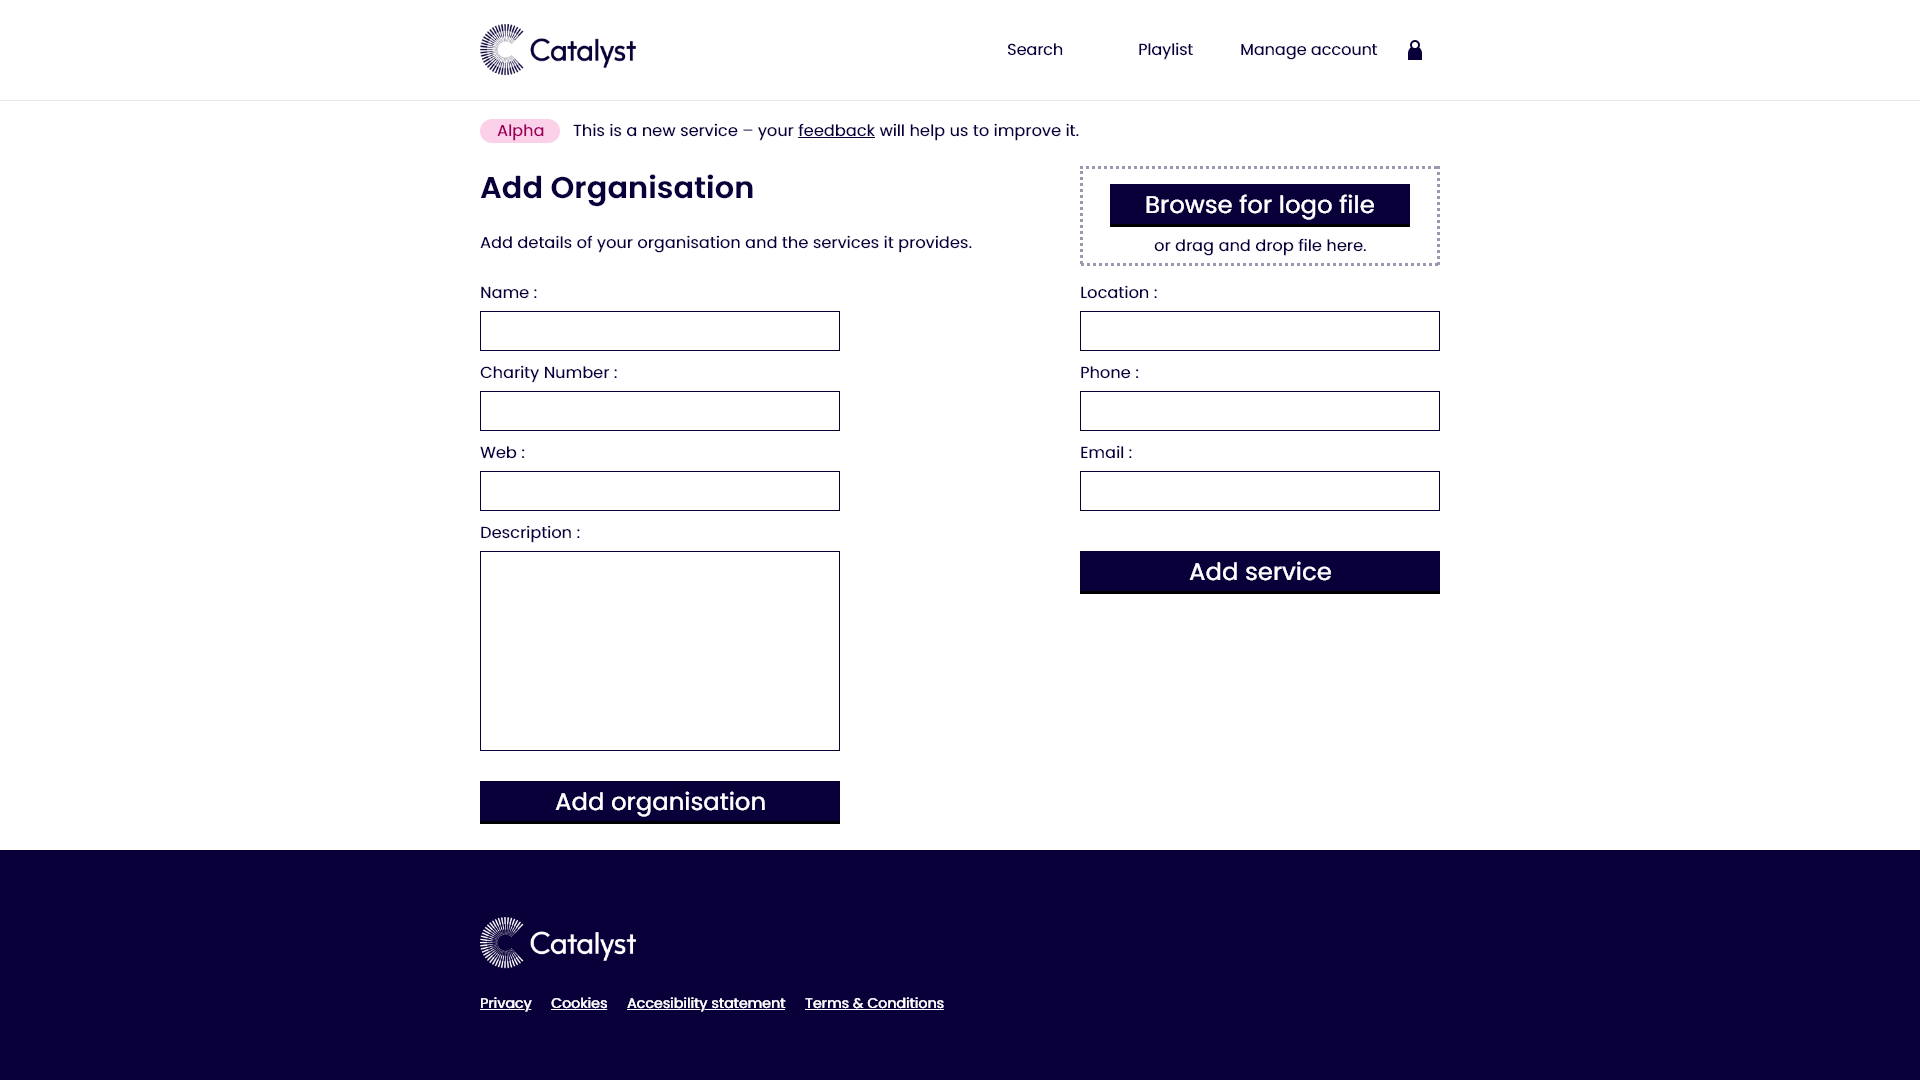 Catalyst
Search
Playlist
Manage account
Alpha
This is a new service – your feedback will help us to improve it.
Add Organisation
Add details of your organisation and the services it provides.
Browse for logo file
or drag and drop file here.
Name :
Location :
Charity Number :
Phone :
Web :
Email :
Description :
Add service
Add organisation
Catalyst
Privacy
Cookies
Accesibility statement
Terms & Conditions